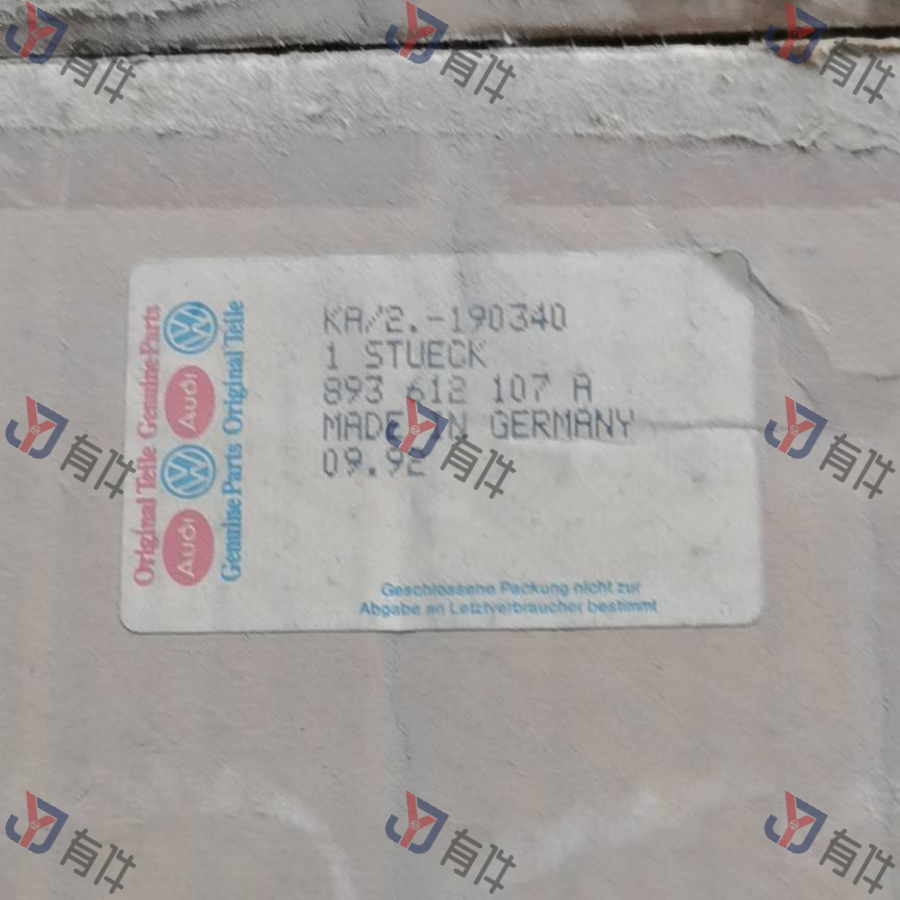 KA/2.-190340
1 STUECK
893 612 107 A
MADE IN GERMANY
09.92
Original Teile Genuine Parts
Audi
Audi
Genuine Parts Original Teile
Geschlossene Packung nicht zur
Abgabe an Letztverbraucher bestimmt
有件
有件
有件
有件
有件
有件
有件
有件
有件